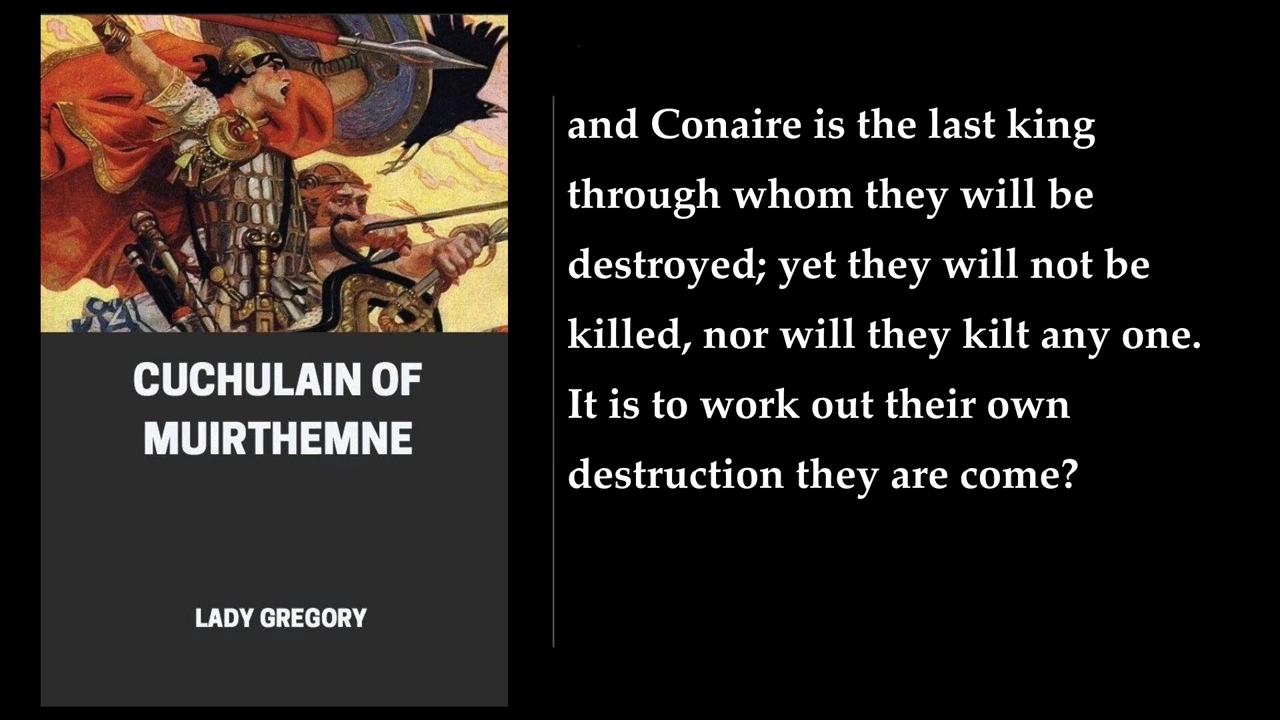 CUCHULAIN OF
MUIRTHEMNE
LADY GREGORY
and Conaire is the last king
through whom they will be
destroyed; yet they will not be
killed, nor will they kilt any one.
It is to work out their own
destruction they are come?